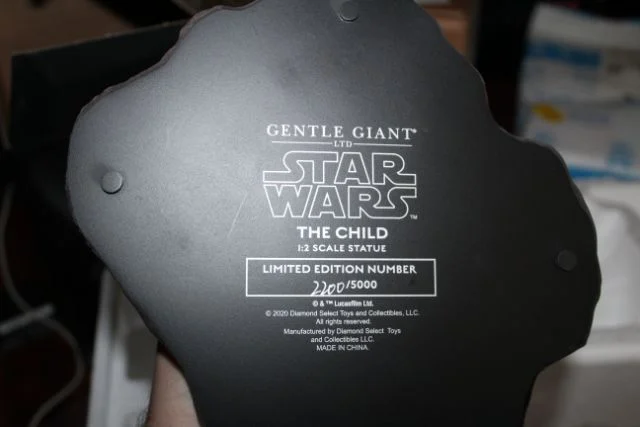 GENTLE GIANT®
LTD
STAR
WARS™
THE CHILD
1:2 SCALE STATUE
LIMITED EDITION NUMBER
2200/5000
© & ™ Lucasfilm Ltd.
© 2020 Diamond Select Toys and Collectibles, LLC.
All rights reserved.
Manufactured by Diamond Select Toys
and Collectibles LLC.
MADE IN CHINA.